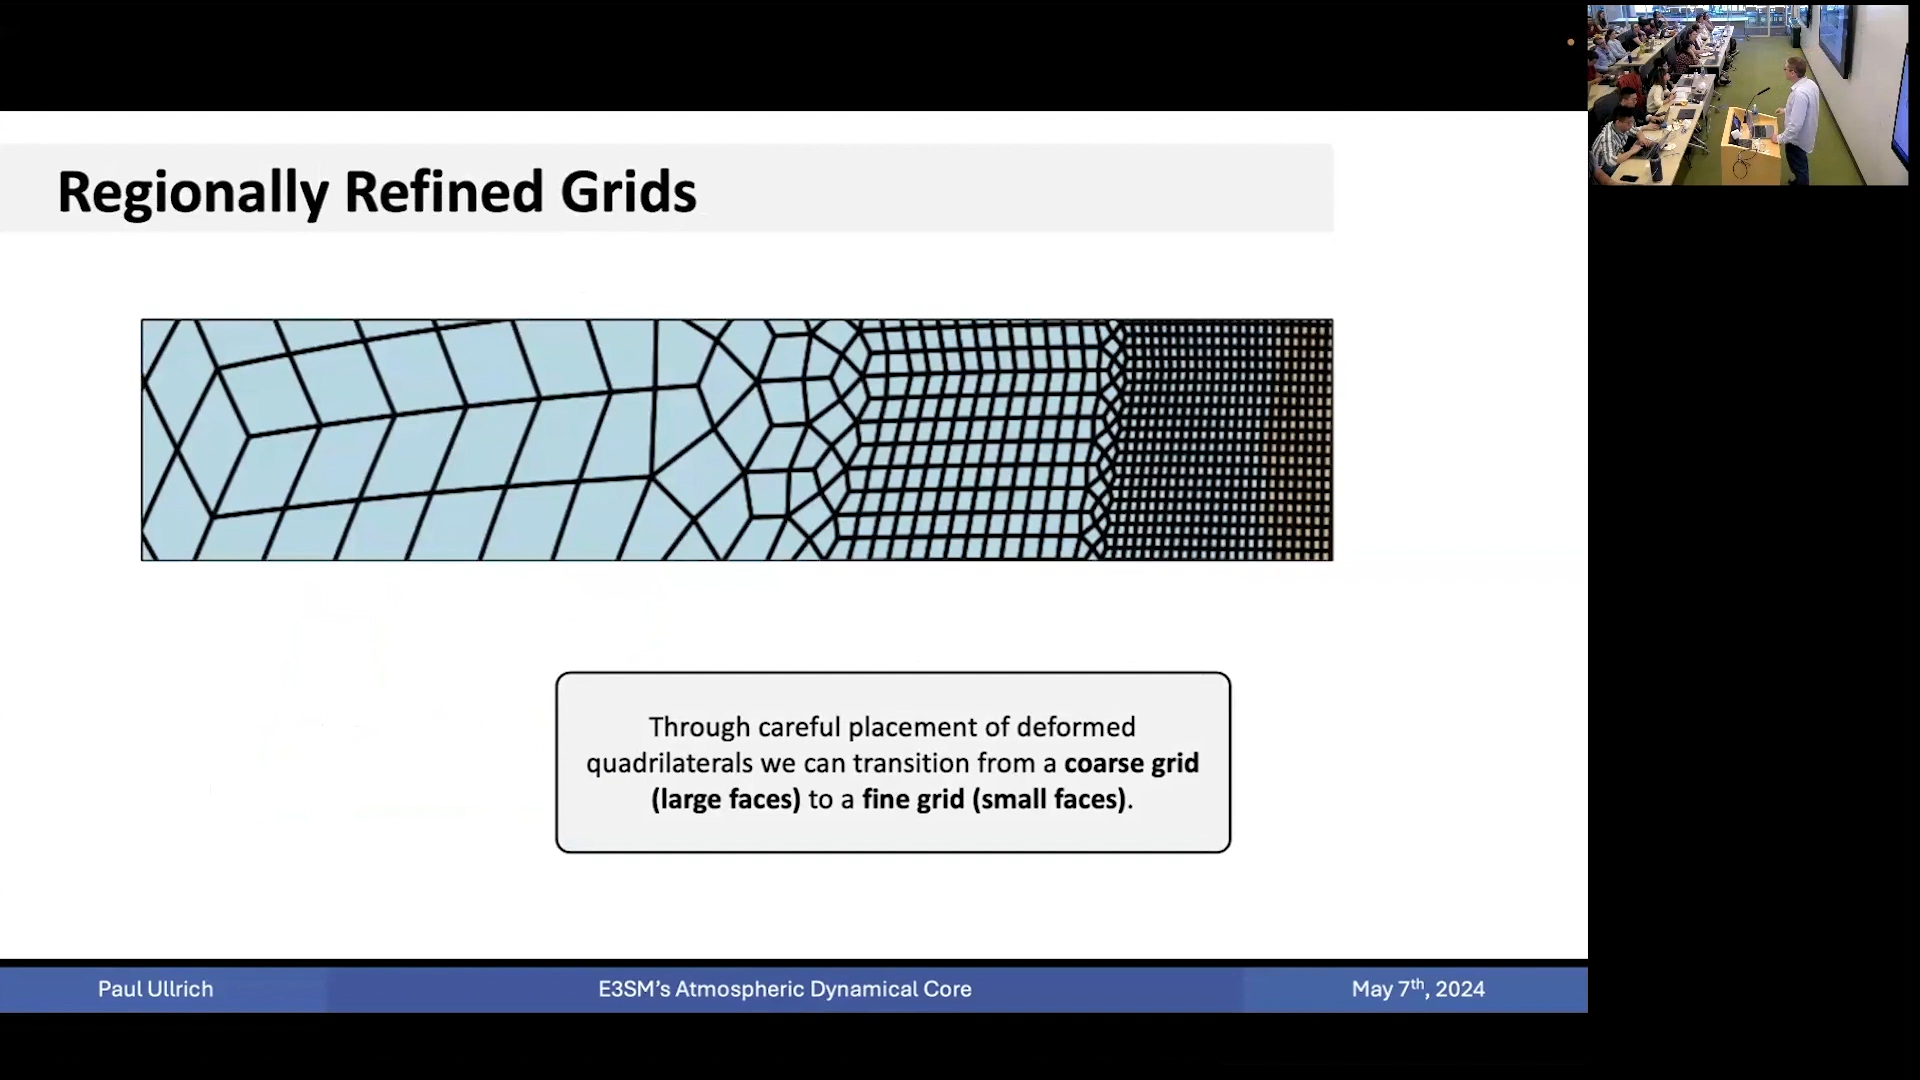 Regionally Refined Grids
Through careful placement of deformed
quadrilaterals we can transition from a coarse grid
(large faces) to a fine grid (small faces).
Paul Ullrich
E3SM’s Atmospheric Dynamical Core
May 7th, 2024